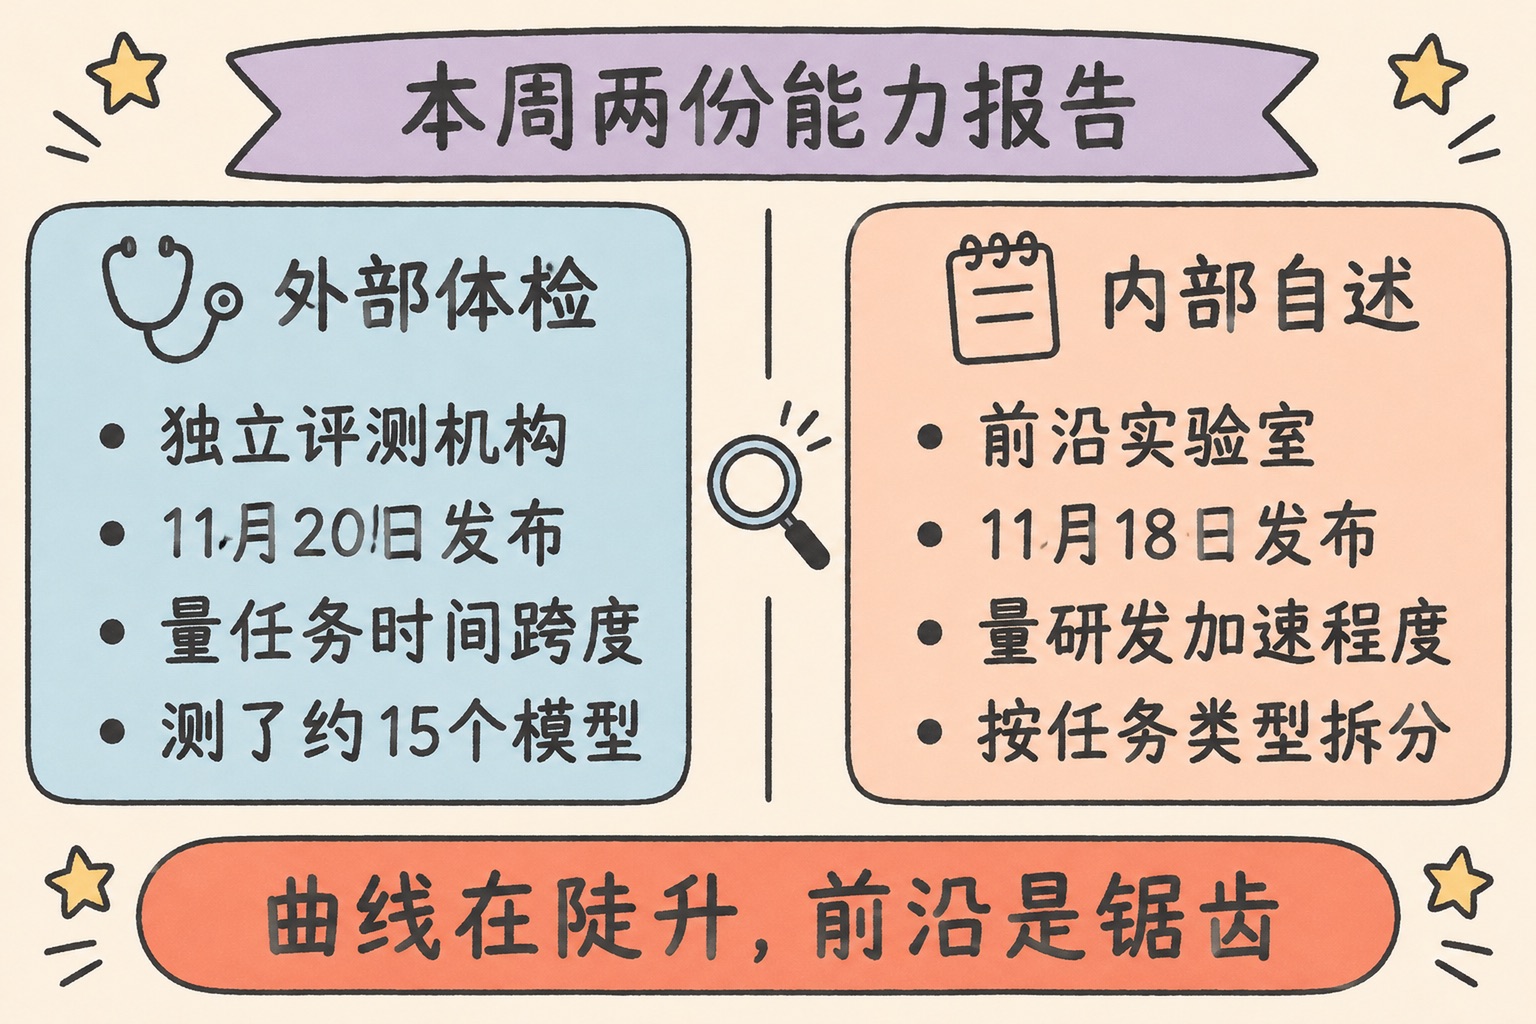 本周两份能力报告
外部体检
独立评测机构
11月20日发布
量任务时间跨度
测了约15个模型
内部自述
前沿实验室
11月18日发布
量研发加速程度
按任务类型拆分
曲线在陡升，前沿是锯齿